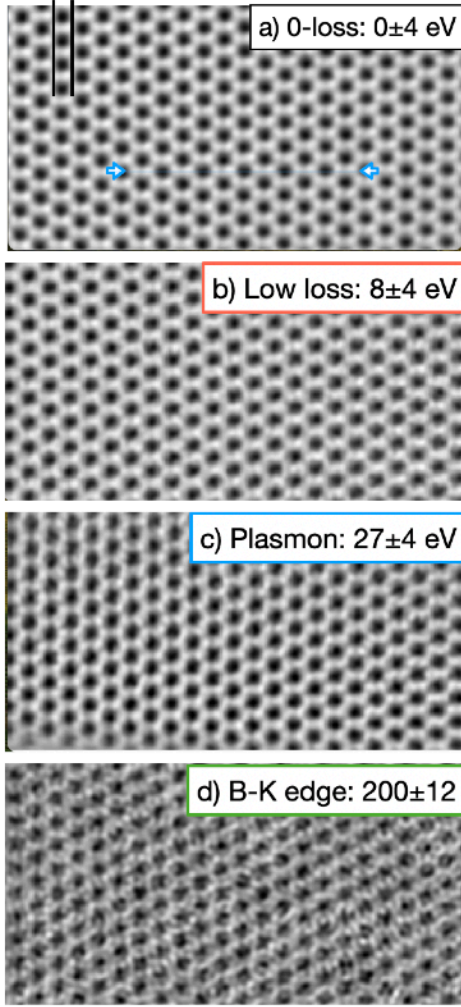 a) 0-loss: 0±4 eV
b) Low loss: 8±4 eV
c) Plasmon: 27±4 eV
d) B-K edge: 200±12